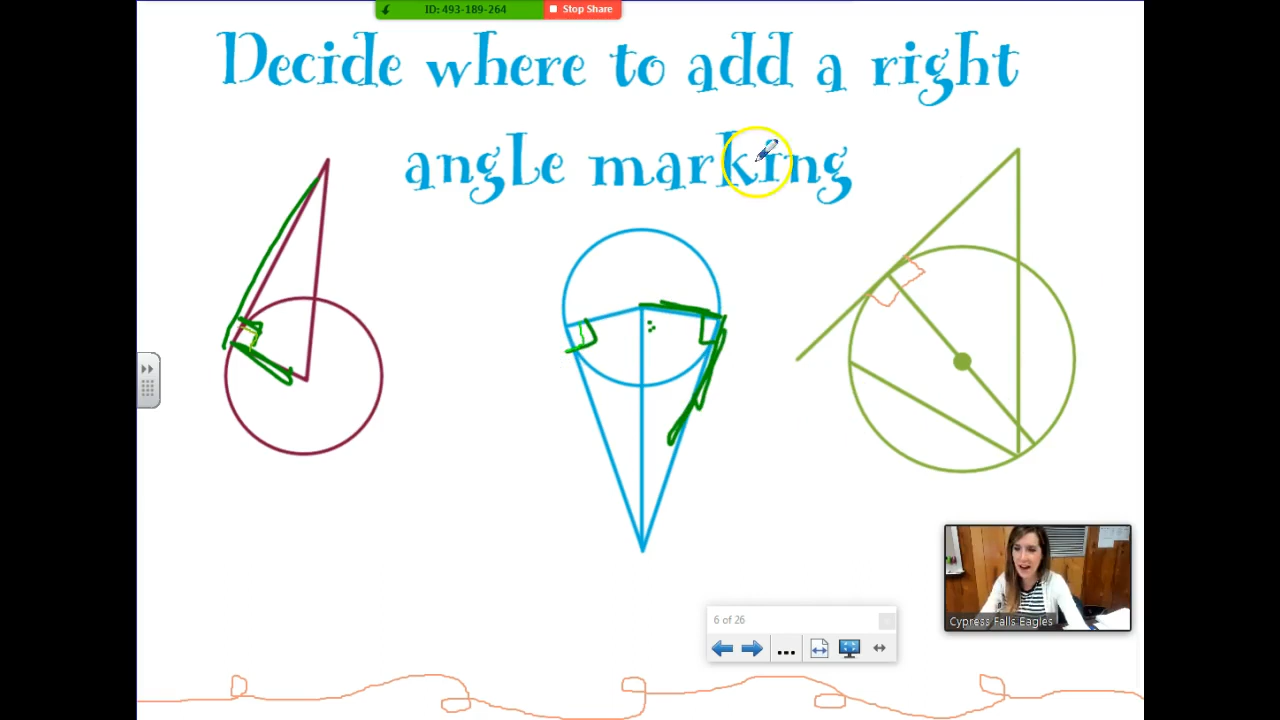 ID: 493-189-264
Stop Share
Decide where to add a right
angle marking
Cypress Falls Eagles
6 of 26
...